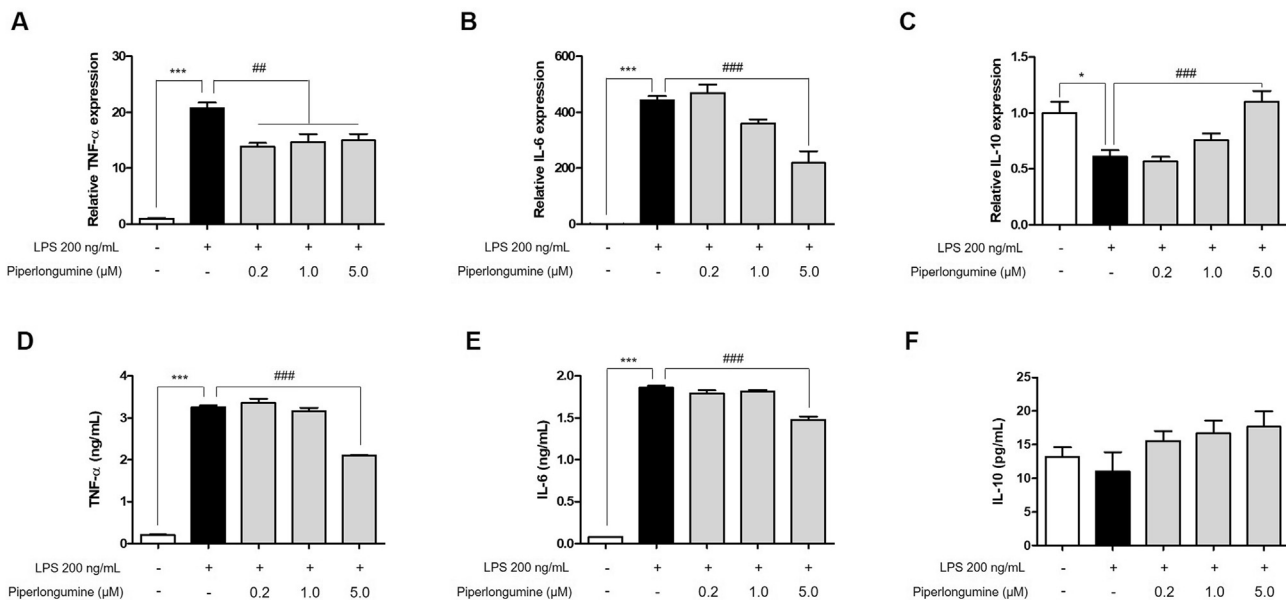 A
Relative TNF-α expression
30
20
10
0
***
##
LPS 200 ng/mL - + + + +
Piperlongumine (µM) - - 0.2 1.0 5.0
B
Relative IL-6 expression
600
400
200
0
***
###
- + + + +
- - 0.2 1.0 5.0
C
Relative IL-10 expression
1.5
1.0
0.5
0.0
*
###
LPS 200 ng/mL - + + + +
Piperlongumine (µM) - - 0.2 1.0 5.0
D
TNF-α (ng/mL)
4
3
2
1
0
***
###
LPS 200 ng/mL - + + + +
Piperlongumine (µM) - - 0.2 1.0 5.0
E
IL-6 (ng/mL)
2.0
1.5
1.0
0.5
0.0
***
###
LPS 200 ng/mL - + + + +
Piperlongumine (µM) - - 0.2 1.0 5.0
F
IL-10 (pg/mL)
25
20
15
10
5
0
LPS 200 ng/mL - + + + +
Piperlongumine (µM) - - 0.2 1.0 5.0